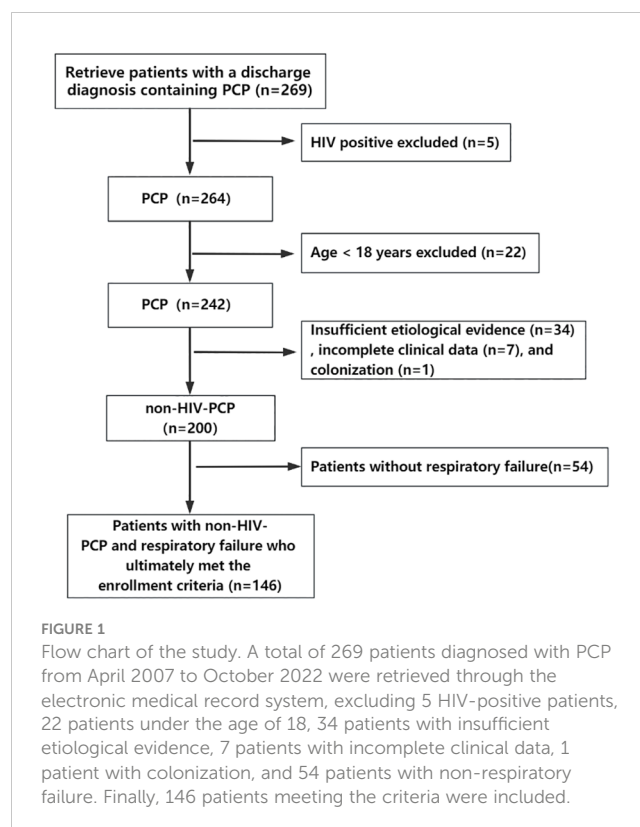 Retrieve patients with a discharge
diagnosis containing PCP (n=269)
HIV positive excluded (n=5)
PCP (n=264)
Age < 18 years excluded (n=22)
PCP (n=242)
Insufficient etiological evidence (n=34)
, incomplete clinical data (n=7), and
colonization (n=1)
non-HIV-PCP
(n=200)
Patients without respiratory failure(n=54)
Patients with non-HIV-
PCP and respiratory failure who
ultimately met the
enrollment criteria (n=146)
FIGURE 1
Flow chart of the study. A total of 269 patients diagnosed with PCP
from April 2007 to October 2022 were retrieved through the
electronic medical record system, excluding 5 HIV-positive patients,
22 patients under the age of 18, 34 patients with insufficient
etiological evidence, 7 patients with incomplete clinical data, 1
patient with colonization, and 54 patients with non-respiratory
failure. Finally, 146 patients meeting the criteria were included.